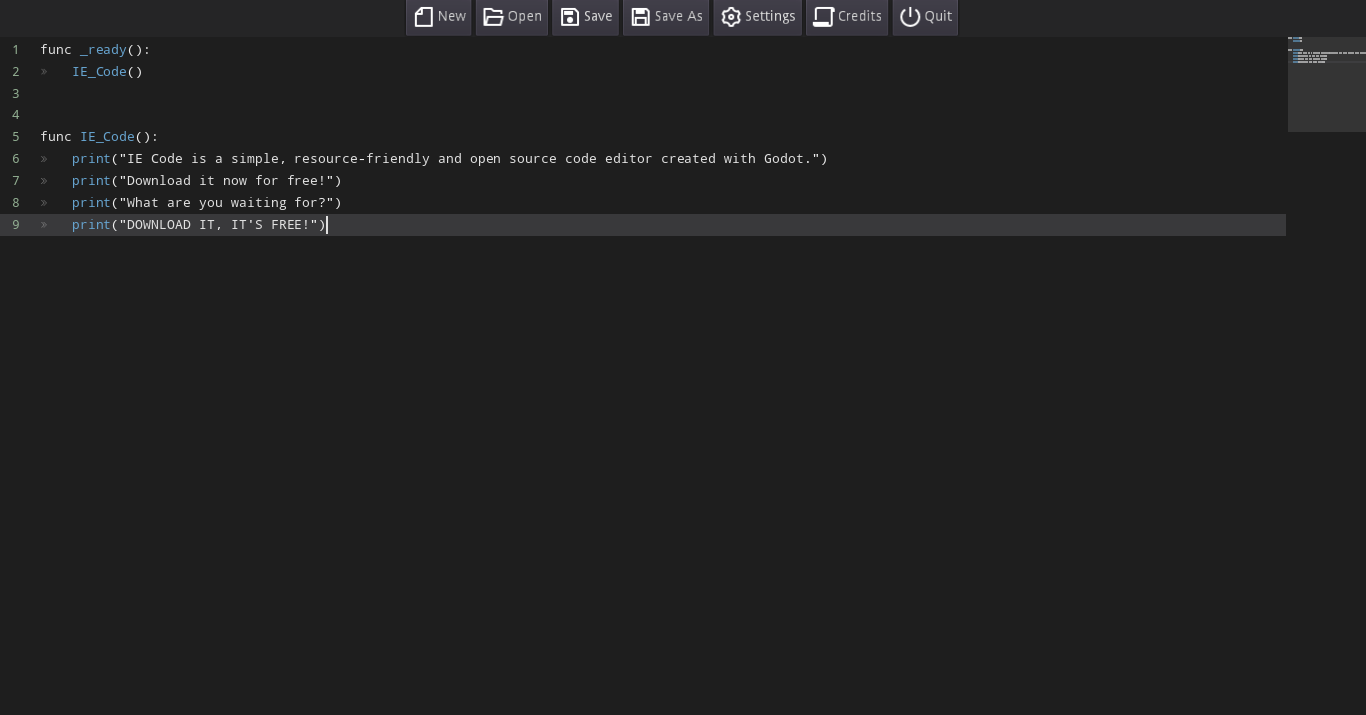 New Open Save Save As Settings Credits Quit
1 func _ready():
2 » IE_Code()
3
4
5 func IE_Code():
6 » print("IE Code is a simple, resource-friendly and open source code editor created with Godot.")
7 » print("Download it now for free!")
8 » print("What are you waiting for?")
9 » print("DOWNLOAD IT, IT'S FREE!")